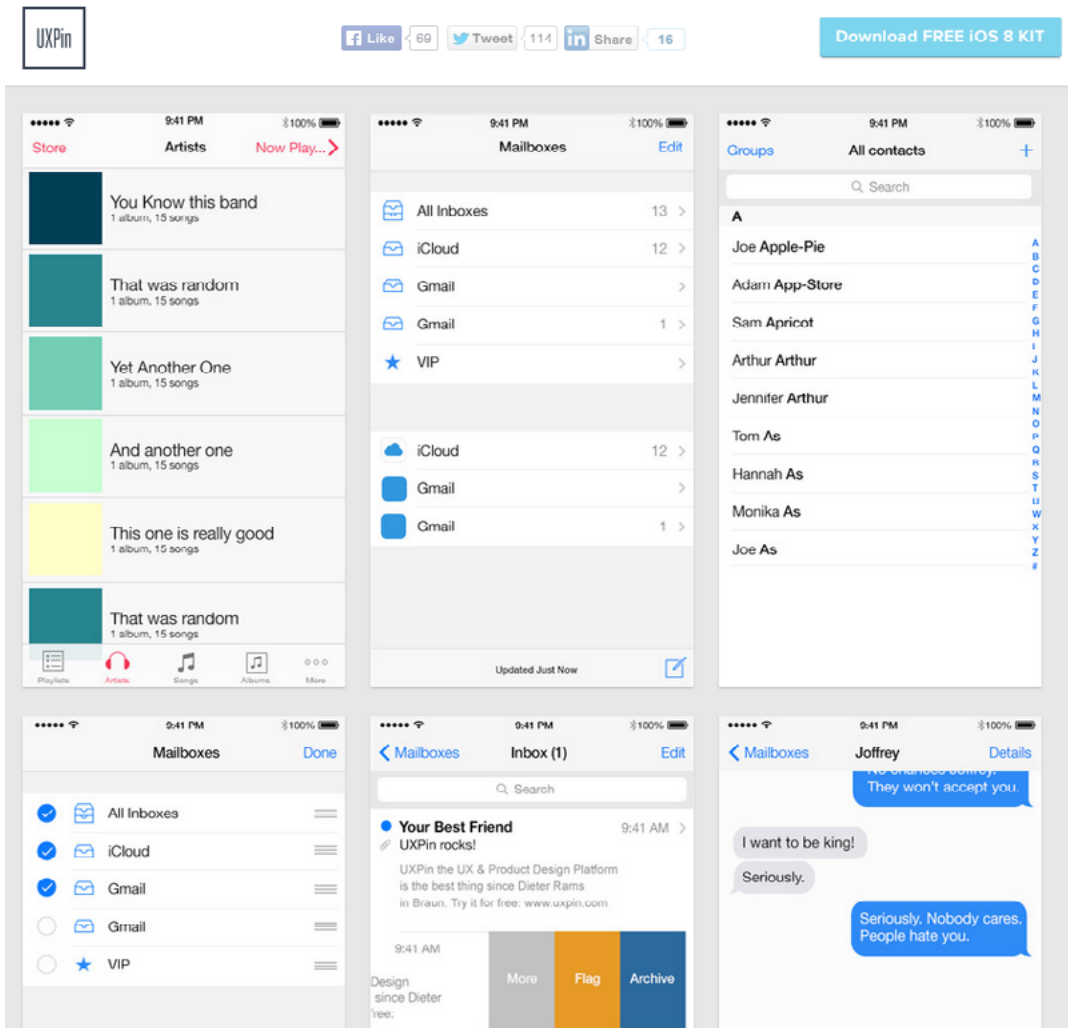 UXPin
Like 69 Tweet 114 in Share 16
Download FREE iOS 8 KIT
9:41 PM 100%
Store Artists Now Play...
You Know this band
1 album, 15 songs
That was random
1 album, 15 songs
Yet Another One
1 album, 15 songs
And another one
1 album, 15 songs
This one is really good
1 album, 15 songs
That was random
1 album, 15 songs
Playlists Artists Songs Albums More
9:41 PM 100%
Mailboxes Edit
All Inboxes 13
iCloud 12
Gmail
Gmail 1
VIP
iCloud 12
Gmail
Gmail 1
Updated Just Now
9:41 PM 100%
Groups All contacts +
Search
A
Joe Apple-Pie
Adam App-Store
Sam Apricot
Arthur Arthur
Jennifer Arthur
Tom As
Hannah As
Monika As
Joe As
A
B
C
D
E
F
G
H
I
J
K
L
M
N
O
P
Q
R
S
T
U
W
X
Y
Z
#
9:41 PM 100%
Mailboxes Done
All Inboxes
iCloud
Gmail
Gmail
VIP
9:41 PM 100%
Mailboxes Inbox (1) Edit
Search
Your Best Friend 9:41 AM
UXPin rocks!
UXPin the UX & Product Design Platform
is the best thing since Dieter Rams
in Braun. Try it for free: www.uxpin.com
9:41 AM
More Flag Archive
Design
since Dieter
free:
9:41 PM 100%
Mailboxes Joffrey Details
No chances Joffrey.
They won't accept you.
I want to be king!
Seriously.
Seriously. Nobody cares.
People hate you.